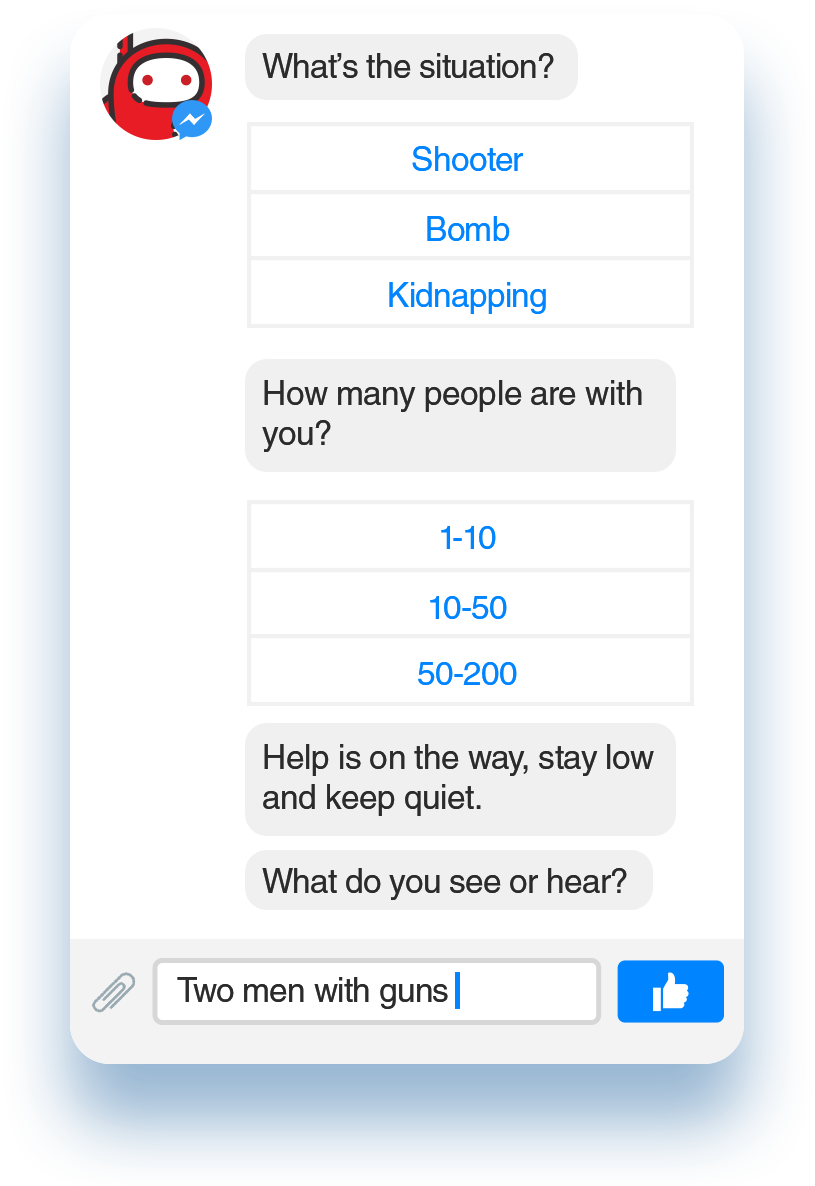 What’s the situation?
Shooter
Bomb
Kidnapping
How many people are with
you?
1-10
10-50
50-200
Help is on the way, stay low
and keep quiet.
What do you see or hear?
Two men with guns